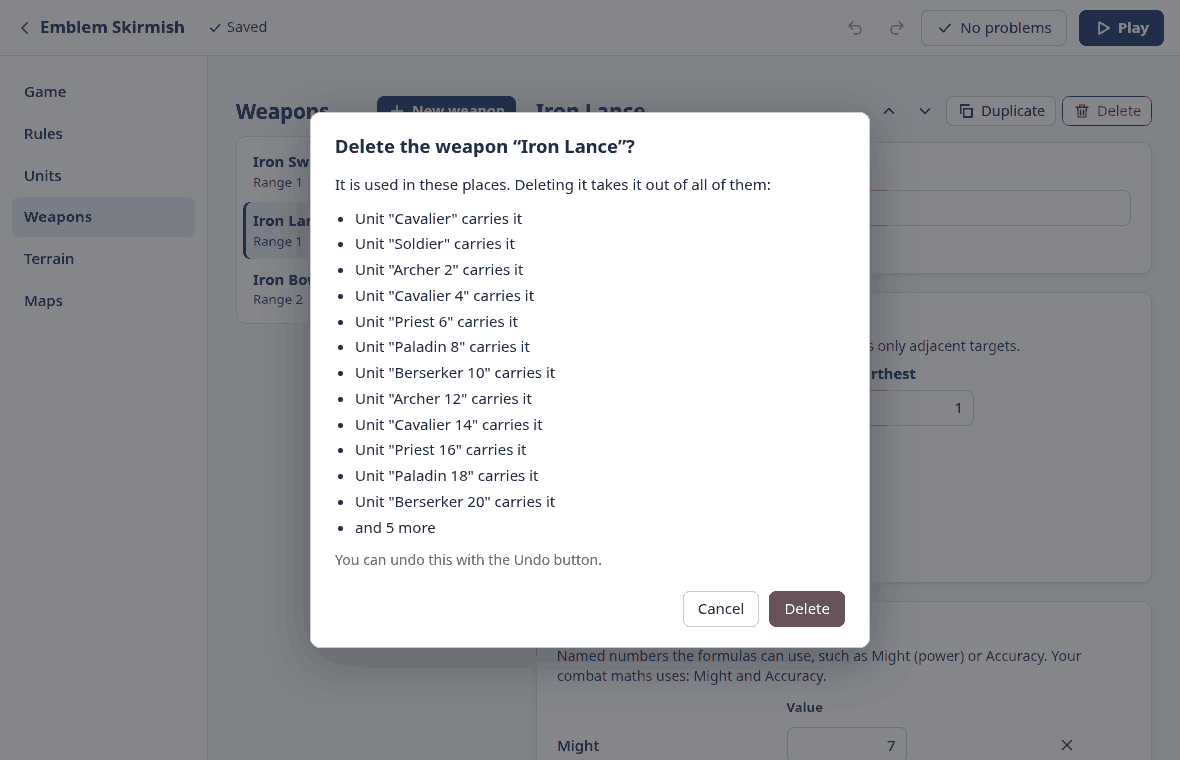 Emblem Skirmish
Saved
No problems
Play
Game
Rules
Units
Weapons
Terrain
Maps
Weapons
New weapon
Iron Lance
Duplicate
Delete
Iron Sw
Range 1
Iron Lan
Range 1
Iron Bo
Range 2
Delete the weapon “Iron Lance”?
It is used in these places. Deleting it takes it out of all of them:
Unit "Cavalier" carries it
Unit "Soldier" carries it
Unit "Archer 2" carries it
Unit "Cavalier 4" carries it
Unit "Priest 6" carries it
Unit "Paladin 8" carries it
Unit "Berserker 10" carries it
Unit "Archer 12" carries it
Unit "Cavalier 14" carries it
Unit "Priest 16" carries it
Unit "Paladin 18" carries it
Unit "Berserker 20" carries it
and 5 more
You can undo this with the Undo button.
Cancel
Delete
s only adjacent targets.
rthest
1
Named numbers the formulas can use, such as Might (power) or Accuracy. Your
combat maths uses: Might and Accuracy.
Value
Might
7